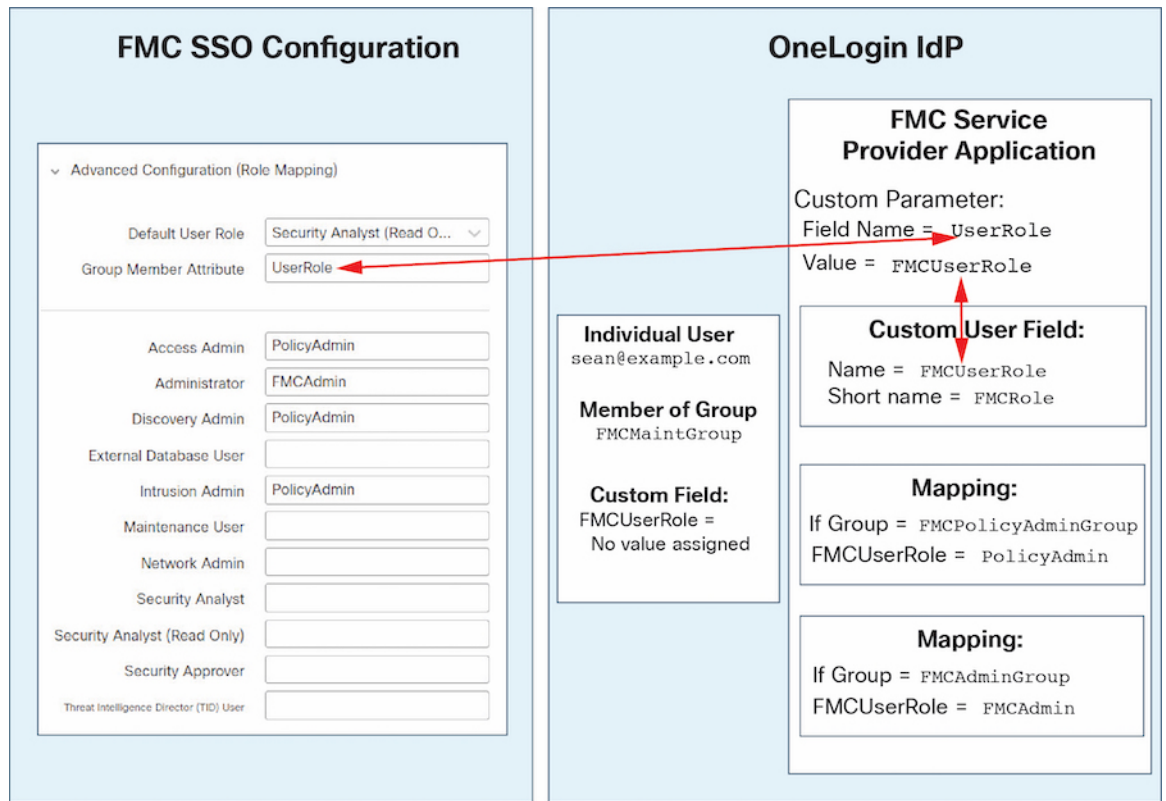 FMC SSO Configuration
Advanced Configuration (Role Mapping)
Default User Role
Security Analyst (Read O...
Group Member Attribute
UserRole
Access Admin
PolicyAdmin
Administrator
FMCAdmin
Discovery Admin
PolicyAdmin
External Database User
Intrusion Admin
PolicyAdmin
Maintenance User
Network Admin
Security Analyst
Security Analyst (Read Only)
Security Approver
Threat Intelligence Director (TID) User
OneLogin IdP
Individual User
sean@example.com
Member of Group
FMCMaintGroup
Custom Field:
FMCUserRole =
No value assigned
FMC Service
Provider Application
Custom Parameter:
Field Name = UserRole
Value = FMCUserRole
Custom User Field:
Name = FMCUserRole
Short name = FMCRole
Mapping:
If Group = FMCPolicyAdminGroup
FMCUserRole = PolicyAdmin
Mapping:
If Group = FMCAdminGroup
FMCUserRole = FMCAdmin